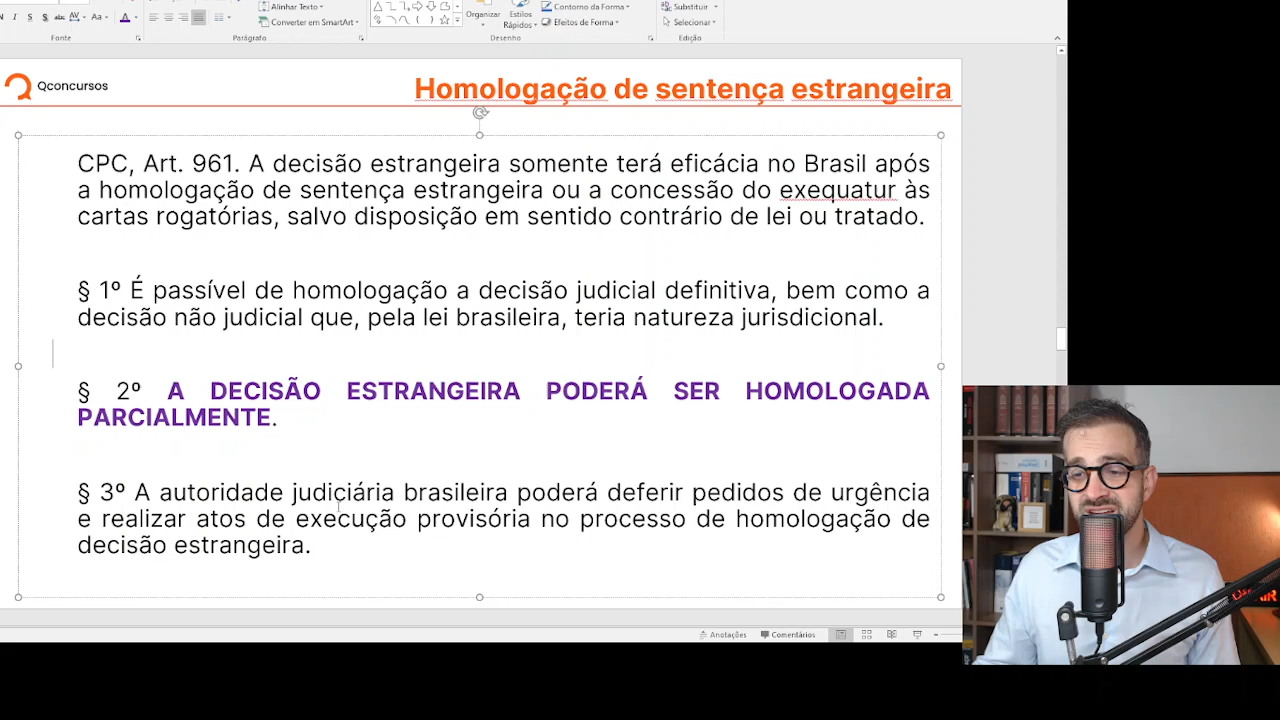 Alinhar Texto
Contorno da Forma
Substituir
N I S S abc AV Aa A
Converter em SmartArt
Organizar
Estilos
Rápidos
Efeitos de Forma
Selecionar
Fonte
Parágrafo
Desenho
Edição
Qconcursos
Homologação de sentença estrangeira
CPC, Art. 961. A decisão estrangeira somente terá eficácia no Brasil após
a homologação de sentença estrangeira ou a concessão do exequatur às
cartas rogatórias, salvo disposição em sentido contrário de lei ou tratado.
§ 1º É passível de homologação a decisão judicial definitiva, bem como a
decisão não judicial que, pela lei brasileira, teria natureza jurisdicional.
§ 2º A DECISÃO ESTRANGEIRA PODERÁ SER HOMOLOGADA
PARCIALMENTE.
§ 3º A autoridade judiciária brasileira poderá deferir pedidos de urgência
e realizar atos de execução provisória no processo de homologação de
decisão estrangeira.
Anotações
Comentários